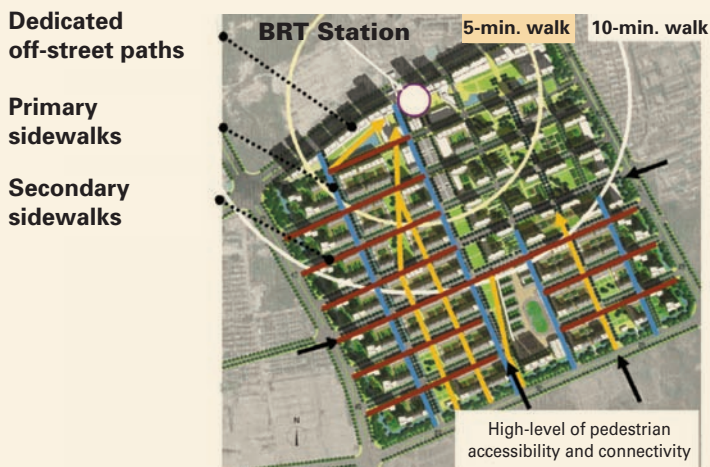 Dedicated
off-street paths
BRT Station
5-min. walk
10-min. walk
Primary
sidewalks
Secondary
sidewalks
N
High-level of pedestrian
accessibility and connectivity